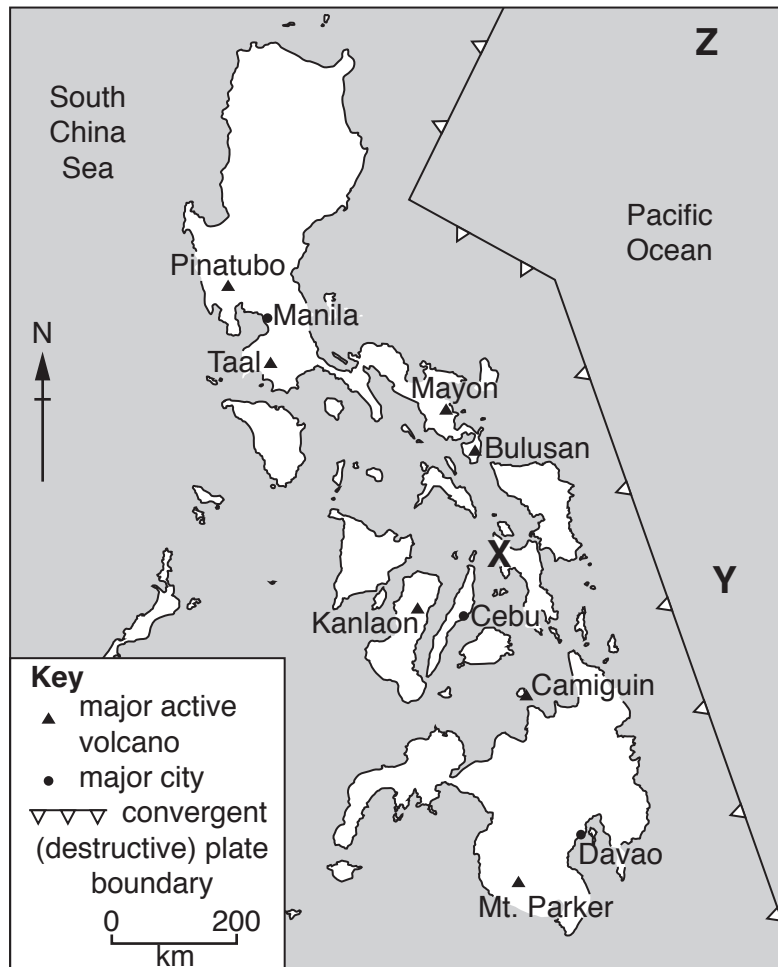 Z
South
China
Sea
Pacific
Ocean
Pinatubo
Manila
N
Taal
Mayon
Bulusan
X
Y
Kanlaon
Cebu
Camiguin
Key
major active
volcano
major city
convergent
(destructive) plate
boundary
0 200
km
Davao
Mt. Parker